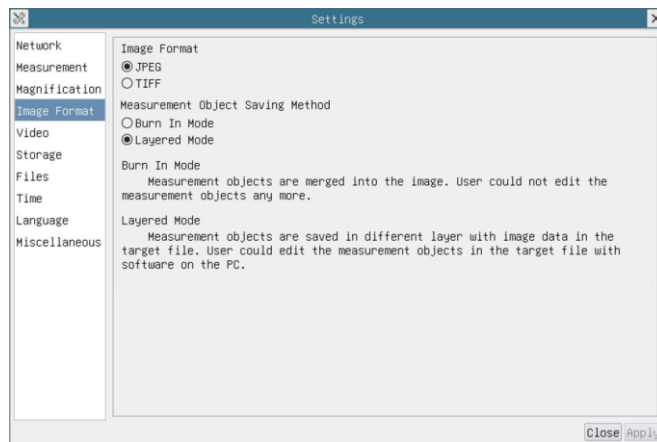 Settings
Network
Measurement
Magnification
Image Format
Video
Storage
Files
Time
Language
Miscellaneous
Image Format
JPEG
TIFF
Measurement Object Saving Method
Burn In Mode
Layered Mode
Burn In Mode
Measurement objects are merged into the image. User could not edit the
measurement objects any more.
Layered Mode
Measurement objects are saved in different layer with image data in the
target file. User could edit the measurement objects in the target file with
software on the PC.
Close
Apply